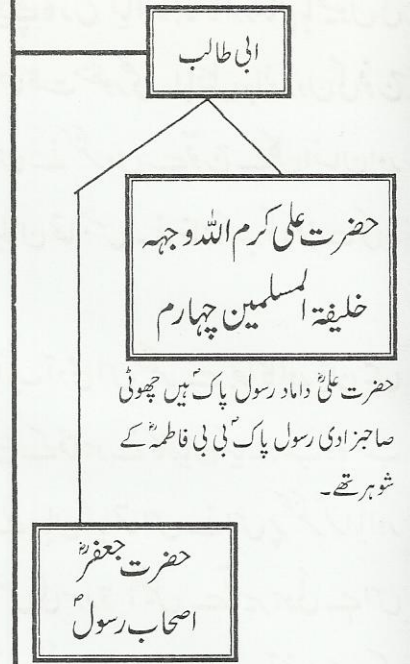 ابی طالب
حضرت علی کرم اللہ وجہہ
خلیفۃ المسلمین چہارم
حضرت علیؓ داماد رسول پاکؐ ہیں چھوٹی
صاحبزادی رسول پاکؐ بی بی فاطمہؓ کے
شوہر تھے۔
حضرت جعفرؓ
اصحاب رسولؐ